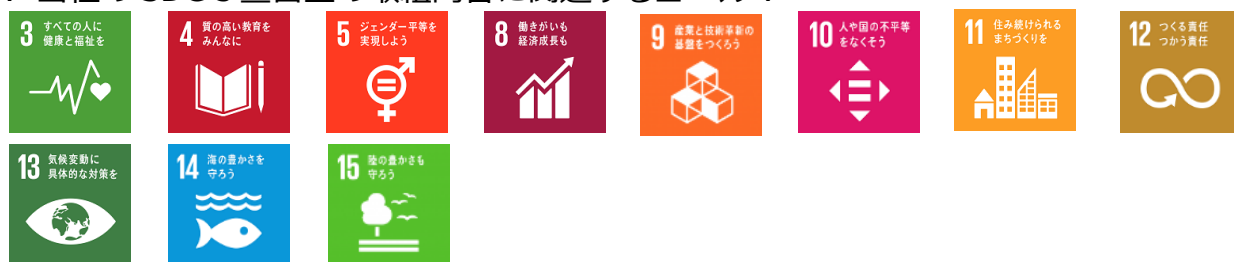 3 すべての人に
健康と福祉を
4 質の高い教育を
みんなに
5 ジェンダー平等を
実現しよう
8 働きがいも
経済成長も
9 産業と技術革新の
基盤をつくろう
10 人や国の不平等
をなくそう
11 住み続けられる
まちづくりを
12 つくる責任
つかう責任
13 気候変動に
具体的な対策を
14 海の豊かさを
守ろう
15 陸の豊かさも
守ろう